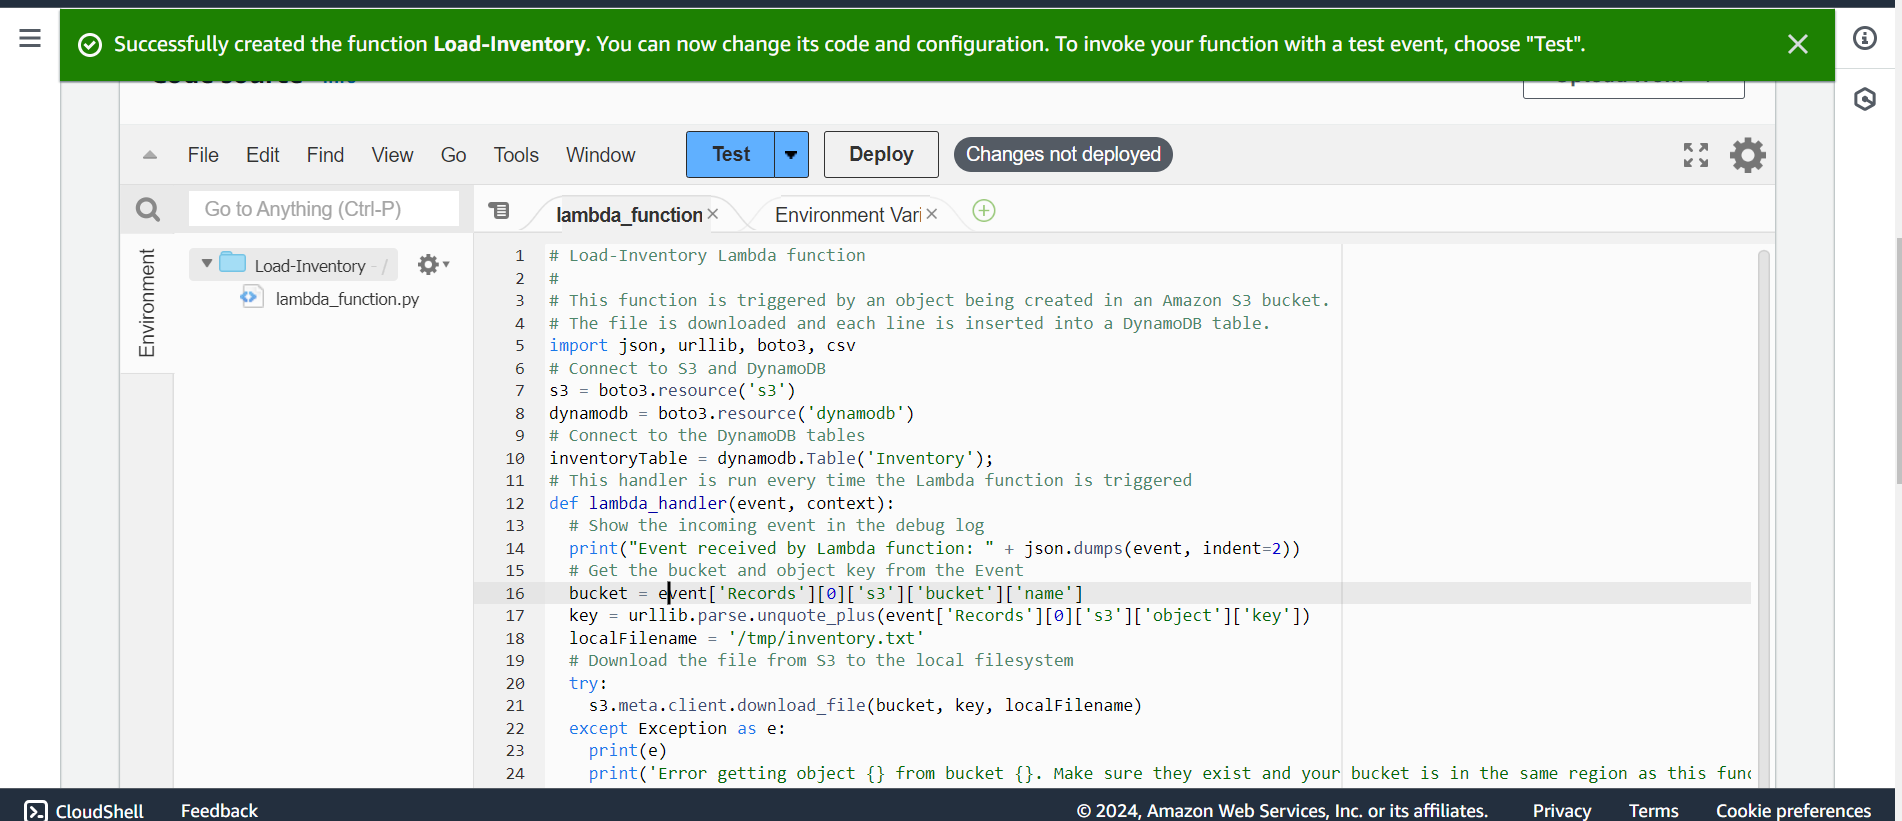 Successfully created the function Load-Inventory. You can now change its code and configuration. To invoke your function with a test event, choose "Test".
File Edit Find View Go Tools Window Test Deploy Changes not deployed
Go to Anything (Ctrl-P)
lambda_function × Environment Vari ×
Environment
Load-Inventory - /
lambda_function.py
1 # Load-Inventory Lambda function
2 #
3 # This function is triggered by an object being created in an Amazon S3 bucket.
4 # The file is downloaded and each line is inserted into a DynamoDB table.
5 import json, urllib, boto3, csv
6 # Connect to S3 and DynamoDB
7 s3 = boto3.resource('s3')
8 dynamodb = boto3.resource('dynamodb')
9 # Connect to the DynamoDB tables
10 inventoryTable = dynamodb.Table('Inventory');
11 # This handler is run every time the Lambda function is triggered
12 def lambda_handler(event, context):
13 # Show the incoming event in the debug log
14 print("Event received by Lambda function: " + json.dumps(event, indent=2))
15 # Get the bucket and object key from the Event
16 bucket = event['Records'][0]['s3']['bucket']['name']
17 key = urllib.parse.unquote_plus(event['Records'][0]['s3']['object']['key'])
18 localFilename = '/tmp/inventory.txt'
19 # Download the file from S3 to the local filesystem
20 try:
21 s3.meta.client.download_file(bucket, key, localFilename)
22 except Exception as e:
23 print(e)
24 print('Error getting object {} from bucket {}. Make sure they exist and your bucket is in the same region as this func
CloudShell Feedback © 2024, Amazon Web Services, Inc. or its affiliates. Privacy Terms Cookie preferences